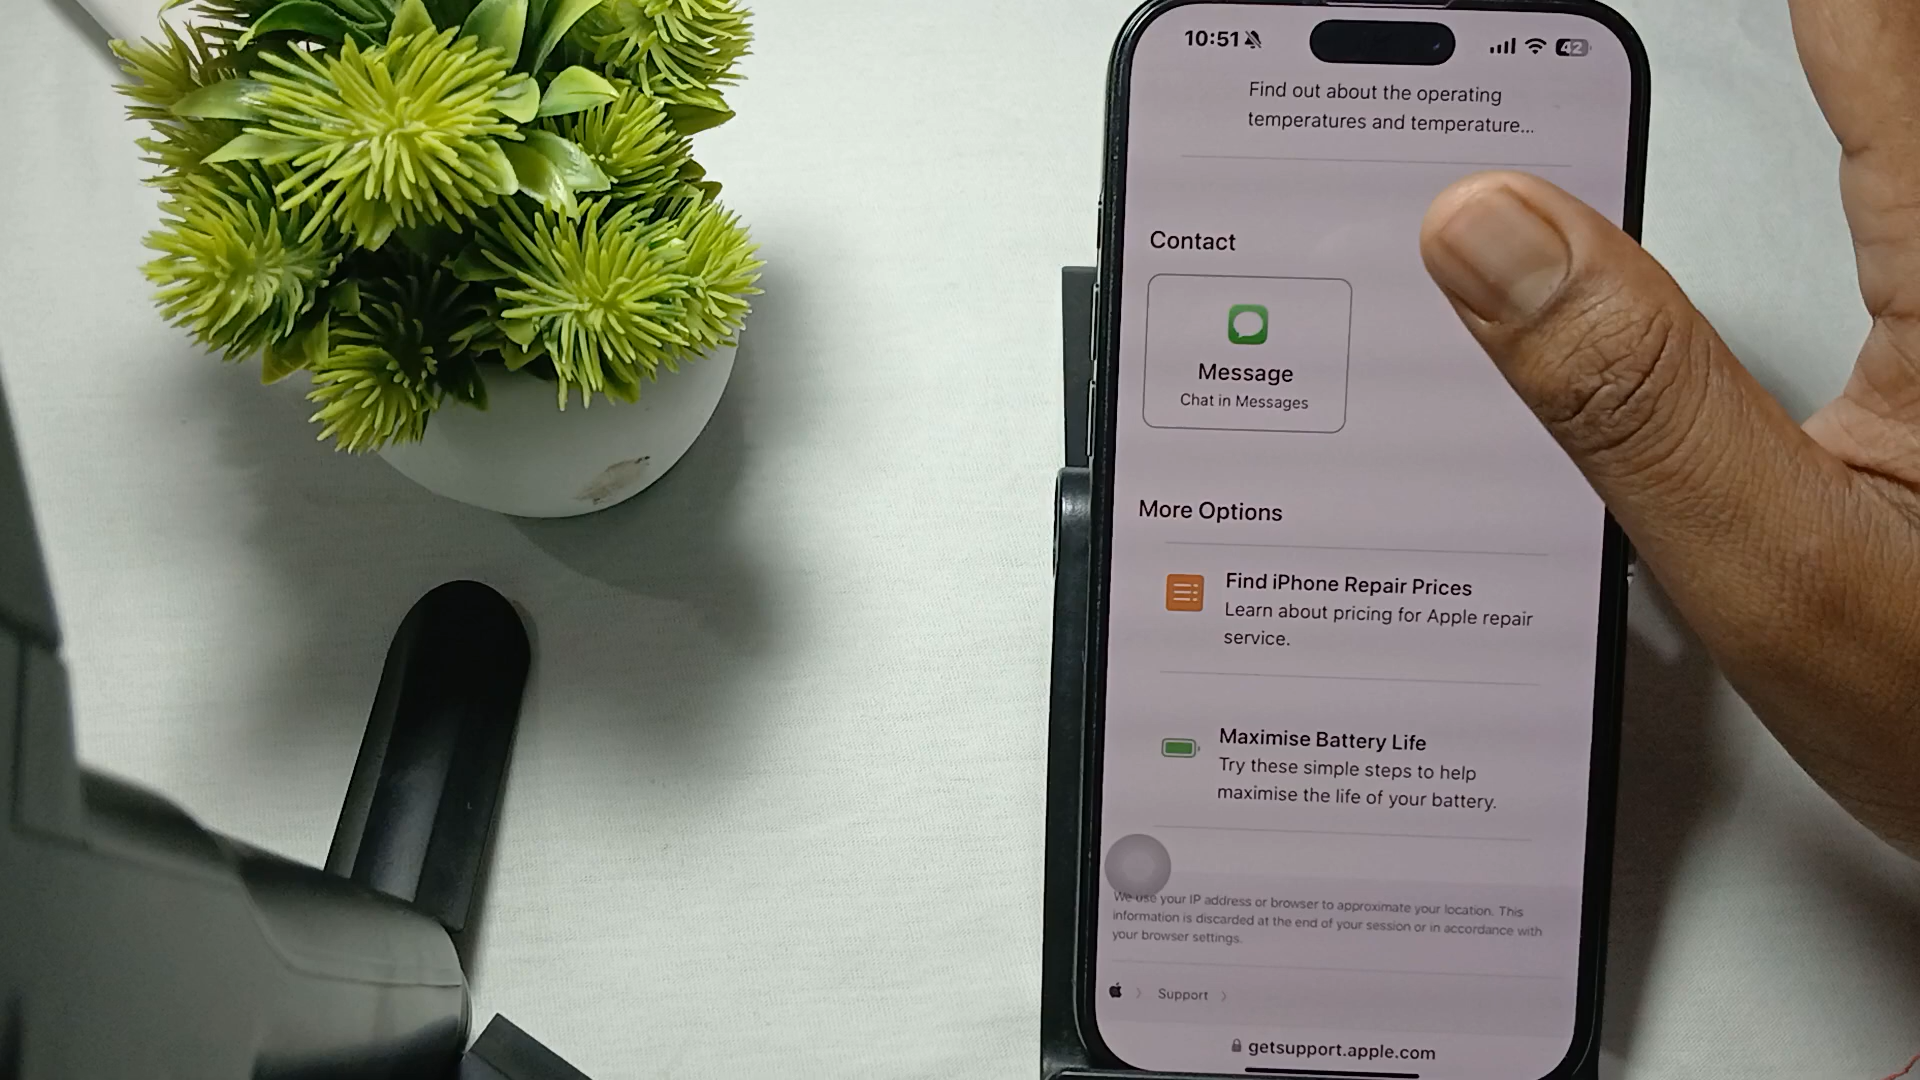 10:51
42
Find out about the operating
temperatures and temperature...
Contact
Message
Chat in Messages
More Options
Find iPhone Repair Prices
Learn about pricing for Apple repair
service.
Maximise Battery Life
Try these simple steps to help
maximise the life of your battery.
We use your IP address or browser to approximate your location. This
information is discarded at the end of your session or in accordance with
your browser settings.
Support
getsupport.apple.com